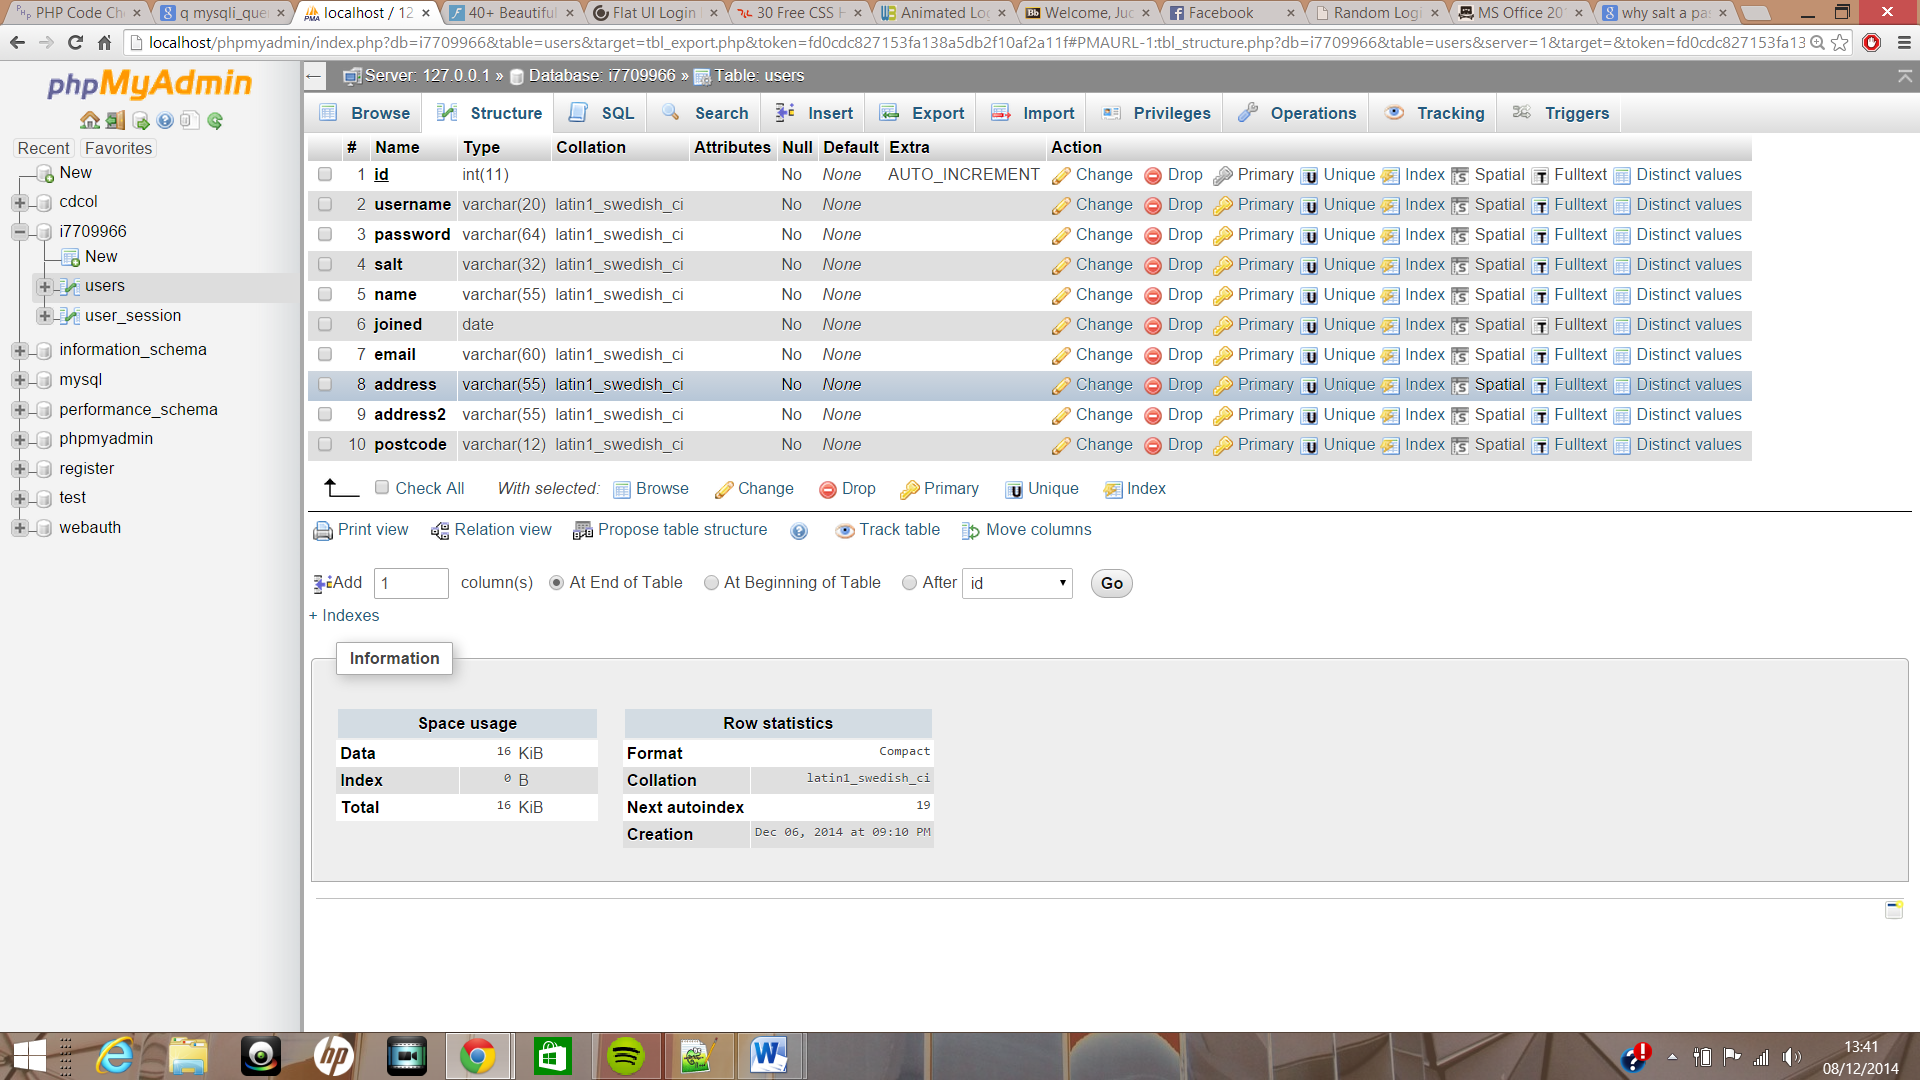 PHP Code Che
q mysqli_que
localhost / 12
40+ Beautiful
Flat UI Login
30 Free CSS H
Animated Log
Welcome, Jud
Facebook
Random Logi
MS Office 201
why salt a pa
localhost/phpmyadmin/index.php?db=i7709966&table=users&target=tbl_export.php&token=fd0cdc827153fa138a5db2f10af2a11f#PMAURL-1:tbl_structure.php?db=i7709966&table=users&server=1&target=&token=fd0cdc827153fa13
phpMyAdmin
Recent Favorites
New
cdcol
i7709966
New
users
user_session
information_schema
mysql
performance_schema
phpmyadmin
register
test
webauth
Server: 127.0.0.1 » Database: i7709966 » Table: users
Browse Structure SQL Search Insert Export Import Privileges Operations Tracking Triggers
# Name Type Collation Attributes Null Default Extra Action
1 id int(11) No None AUTO_INCREMENT Change Drop Primary Unique Index Spatial Fulltext Distinct values
2 username varchar(20) latin1_swedish_ci No None Change Drop Primary Unique Index Spatial Fulltext Distinct values
3 password varchar(64) latin1_swedish_ci No None Change Drop Primary Unique Index Spatial Fulltext Distinct values
4 salt varchar(32) latin1_swedish_ci No None Change Drop Primary Unique Index Spatial Fulltext Distinct values
5 name varchar(55) latin1_swedish_ci No None Change Drop Primary Unique Index Spatial Fulltext Distinct values
6 joined date No None Change Drop Primary Unique Index Spatial Fulltext Distinct values
7 email varchar(60) latin1_swedish_ci No None Change Drop Primary Unique Index Spatial Fulltext Distinct values
8 address varchar(55) latin1_swedish_ci No None Change Drop Primary Unique Index Spatial Fulltext Distinct values
9 address2 varchar(55) latin1_swedish_ci No None Change Drop Primary Unique Index Spatial Fulltext Distinct values
10 postcode varchar(12) latin1_swedish_ci No None Change Drop Primary Unique Index Spatial Fulltext Distinct values
Check All With selected: Browse Change Drop Primary Unique Index
Print view Relation view Propose table structure Track table Move columns
Add 1 column(s) At End of Table At Beginning of Table After id Go
+ Indexes
Information
Space usage
Data 16 KiB
Index 0 B
Total 16 KiB
Row statistics
Format Compact
Collation latin1_swedish_ci
Next autoindex 19
Creation Dec 06, 2014 at 09:10 PM
13:41
08/12/2014